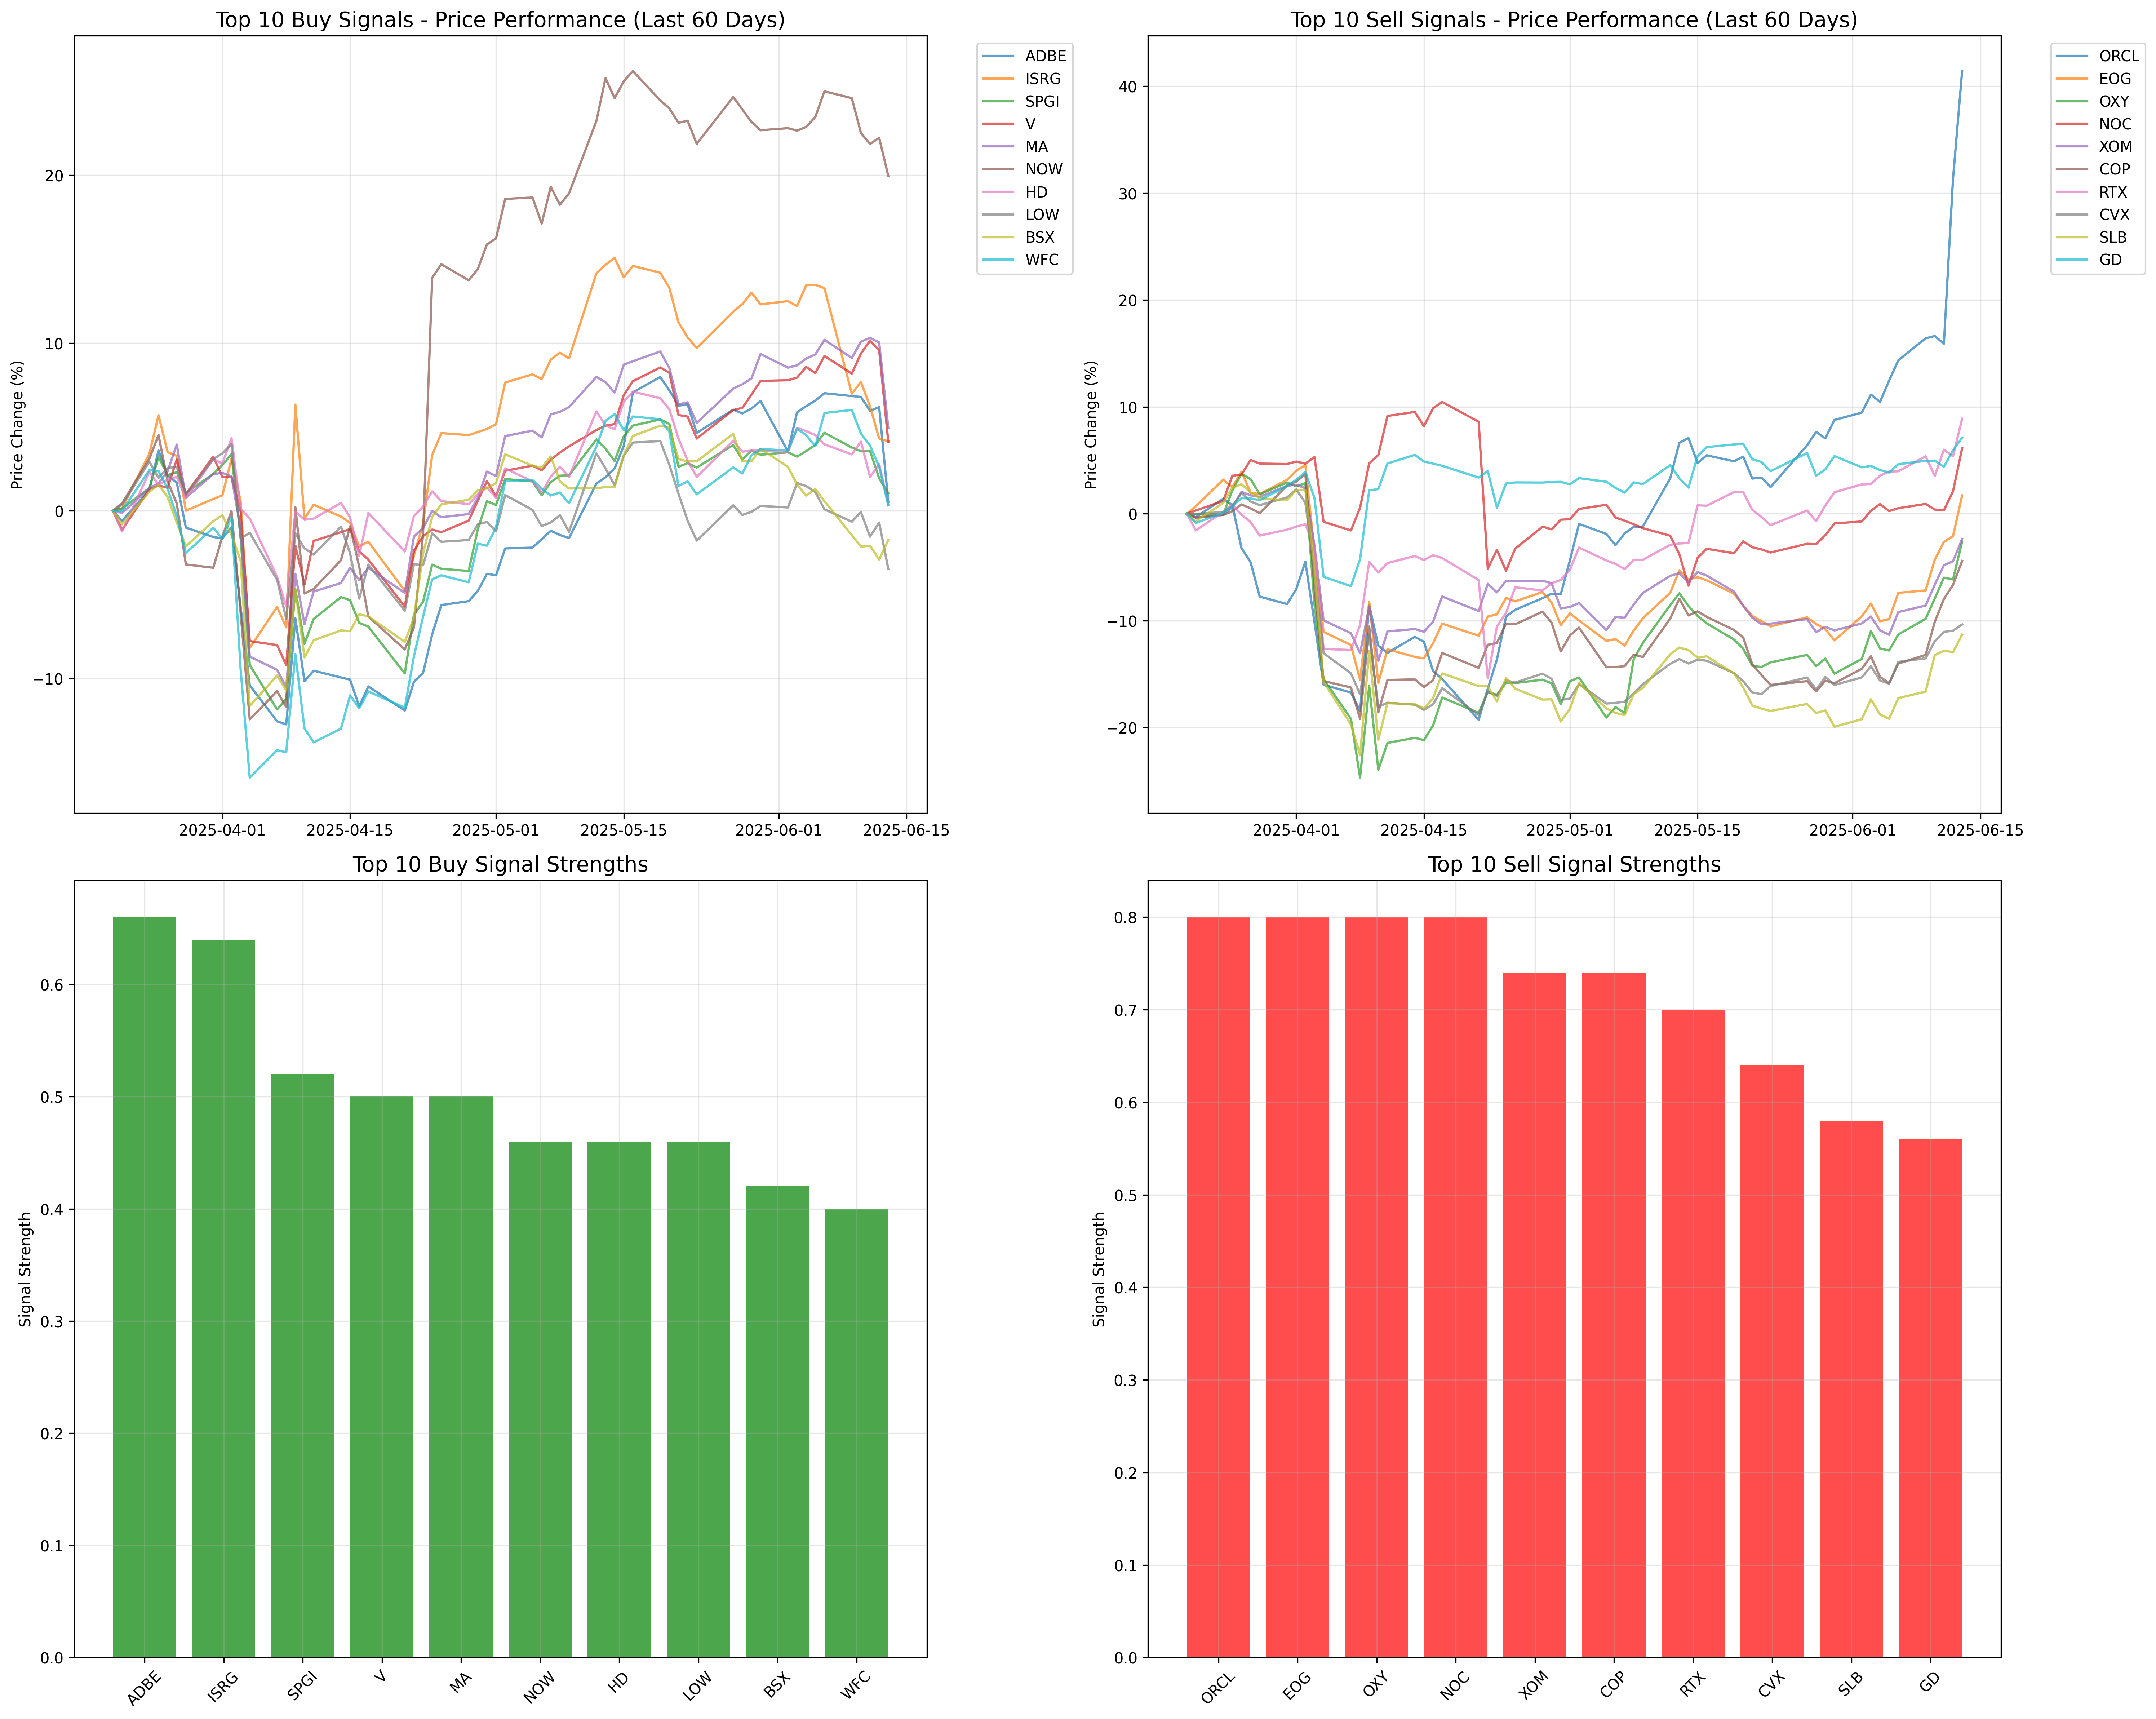 Top 10 Buy Signals - Price Performance (Last 60 Days)
Price Change (%)
20
10
0
−10
2025-04-01
2025-04-15
2025-05-01
2025-05-15
2025-06-01
2025-06-15
ADBE
ISRG
SPGI
V
MA
NOW
HD
LOW
BSX
WFC
Top 10 Sell Signals - Price Performance (Last 60 Days)
Price Change (%)
40
30
20
10
0
−10
−20
2025-04-01
2025-04-15
2025-05-01
2025-05-15
2025-06-01
2025-06-15
ORCL
EOG
OXY
NOC
XOM
COP
RTX
CVX
SLB
GD
Top 10 Buy Signal Strengths
Signal Strength
0.6
0.5
0.4
0.3
0.2
0.1
0.0
ADBE
ISRG
SPGI
V
MA
NOW
HD
LOW
BSX
WFC
Top 10 Sell Signal Strengths
Signal Strength
0.8
0.7
0.6
0.5
0.4
0.3
0.2
0.1
0.0
ORCL
EOG
OXY
NOC
XOM
COP
RTX
CVX
SLB
GD